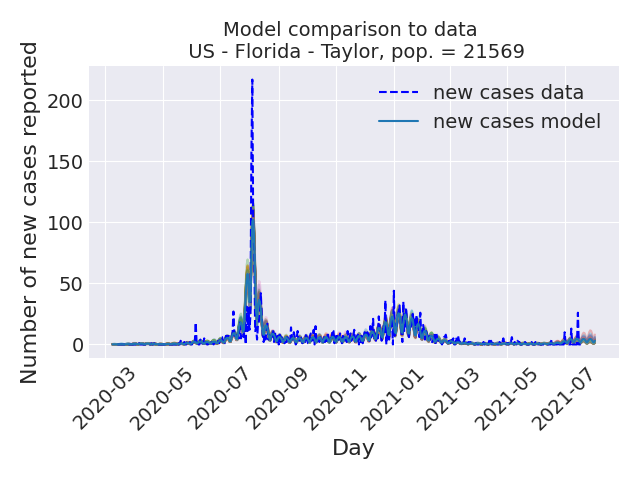 Model comparison to data
US - Florida - Taylor, pop. = 21569
new cases data
new cases model
Number of new cases reported
200
150
100
50
0
2020-03
2020-05
2020-07
2020-09
2020-11
2021-01
2021-03
2021-05
2021-07
Day